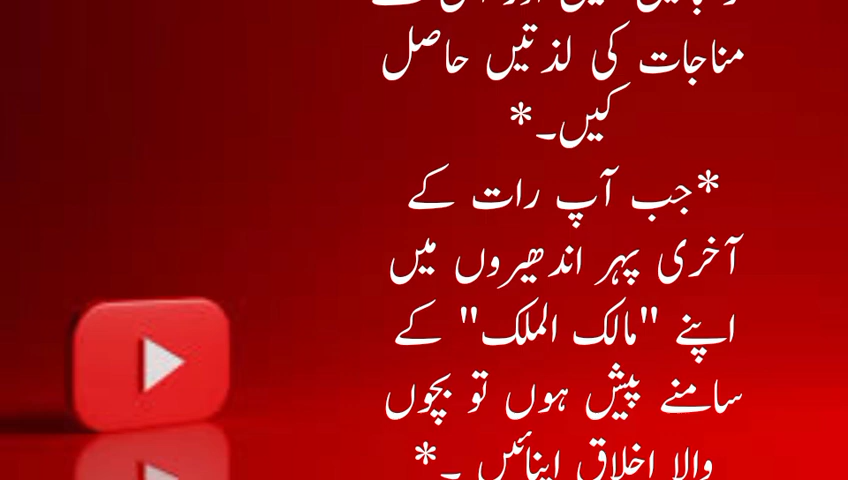 مناجات کی لذتیں حاصل
کیں۔*
*جب آپ رات کے
آخری پہر اندھیروں میں
اپنے "مالک الملک" کے
سامنے پیش ہوں تو بچوں
والا اخلاق اپنائیں ۔*